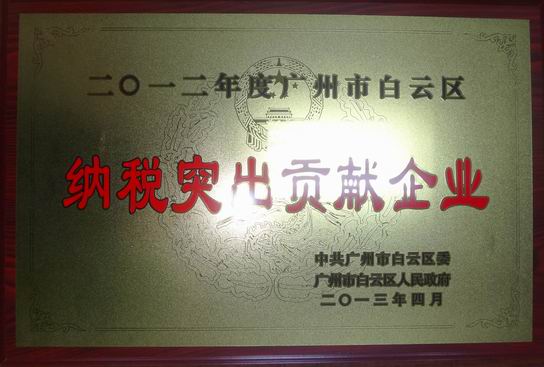 二〇一二年度广州市白云区
纳税突出贡献企业
中共广州市白云区委
广州市白云区人民政府
二〇一三年四月